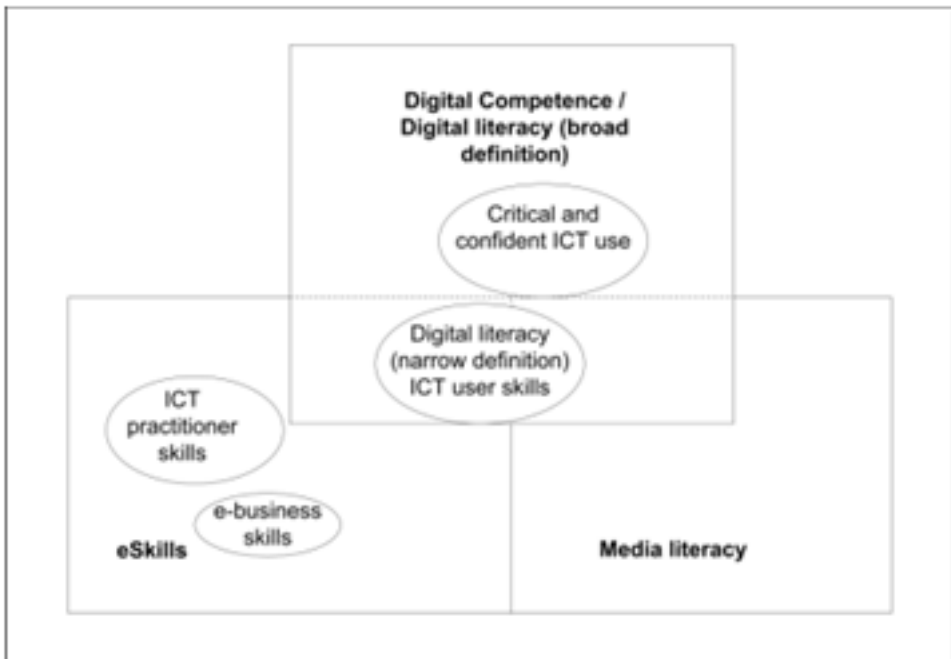 Digital Competence /
Digital literacy (broad
definition)
Critical and
confident ICT use
Digital literacy
(narrow definition)
ICT user skills
ICT
practitioner
skills
e-business
skills
eSkills
Media literacy